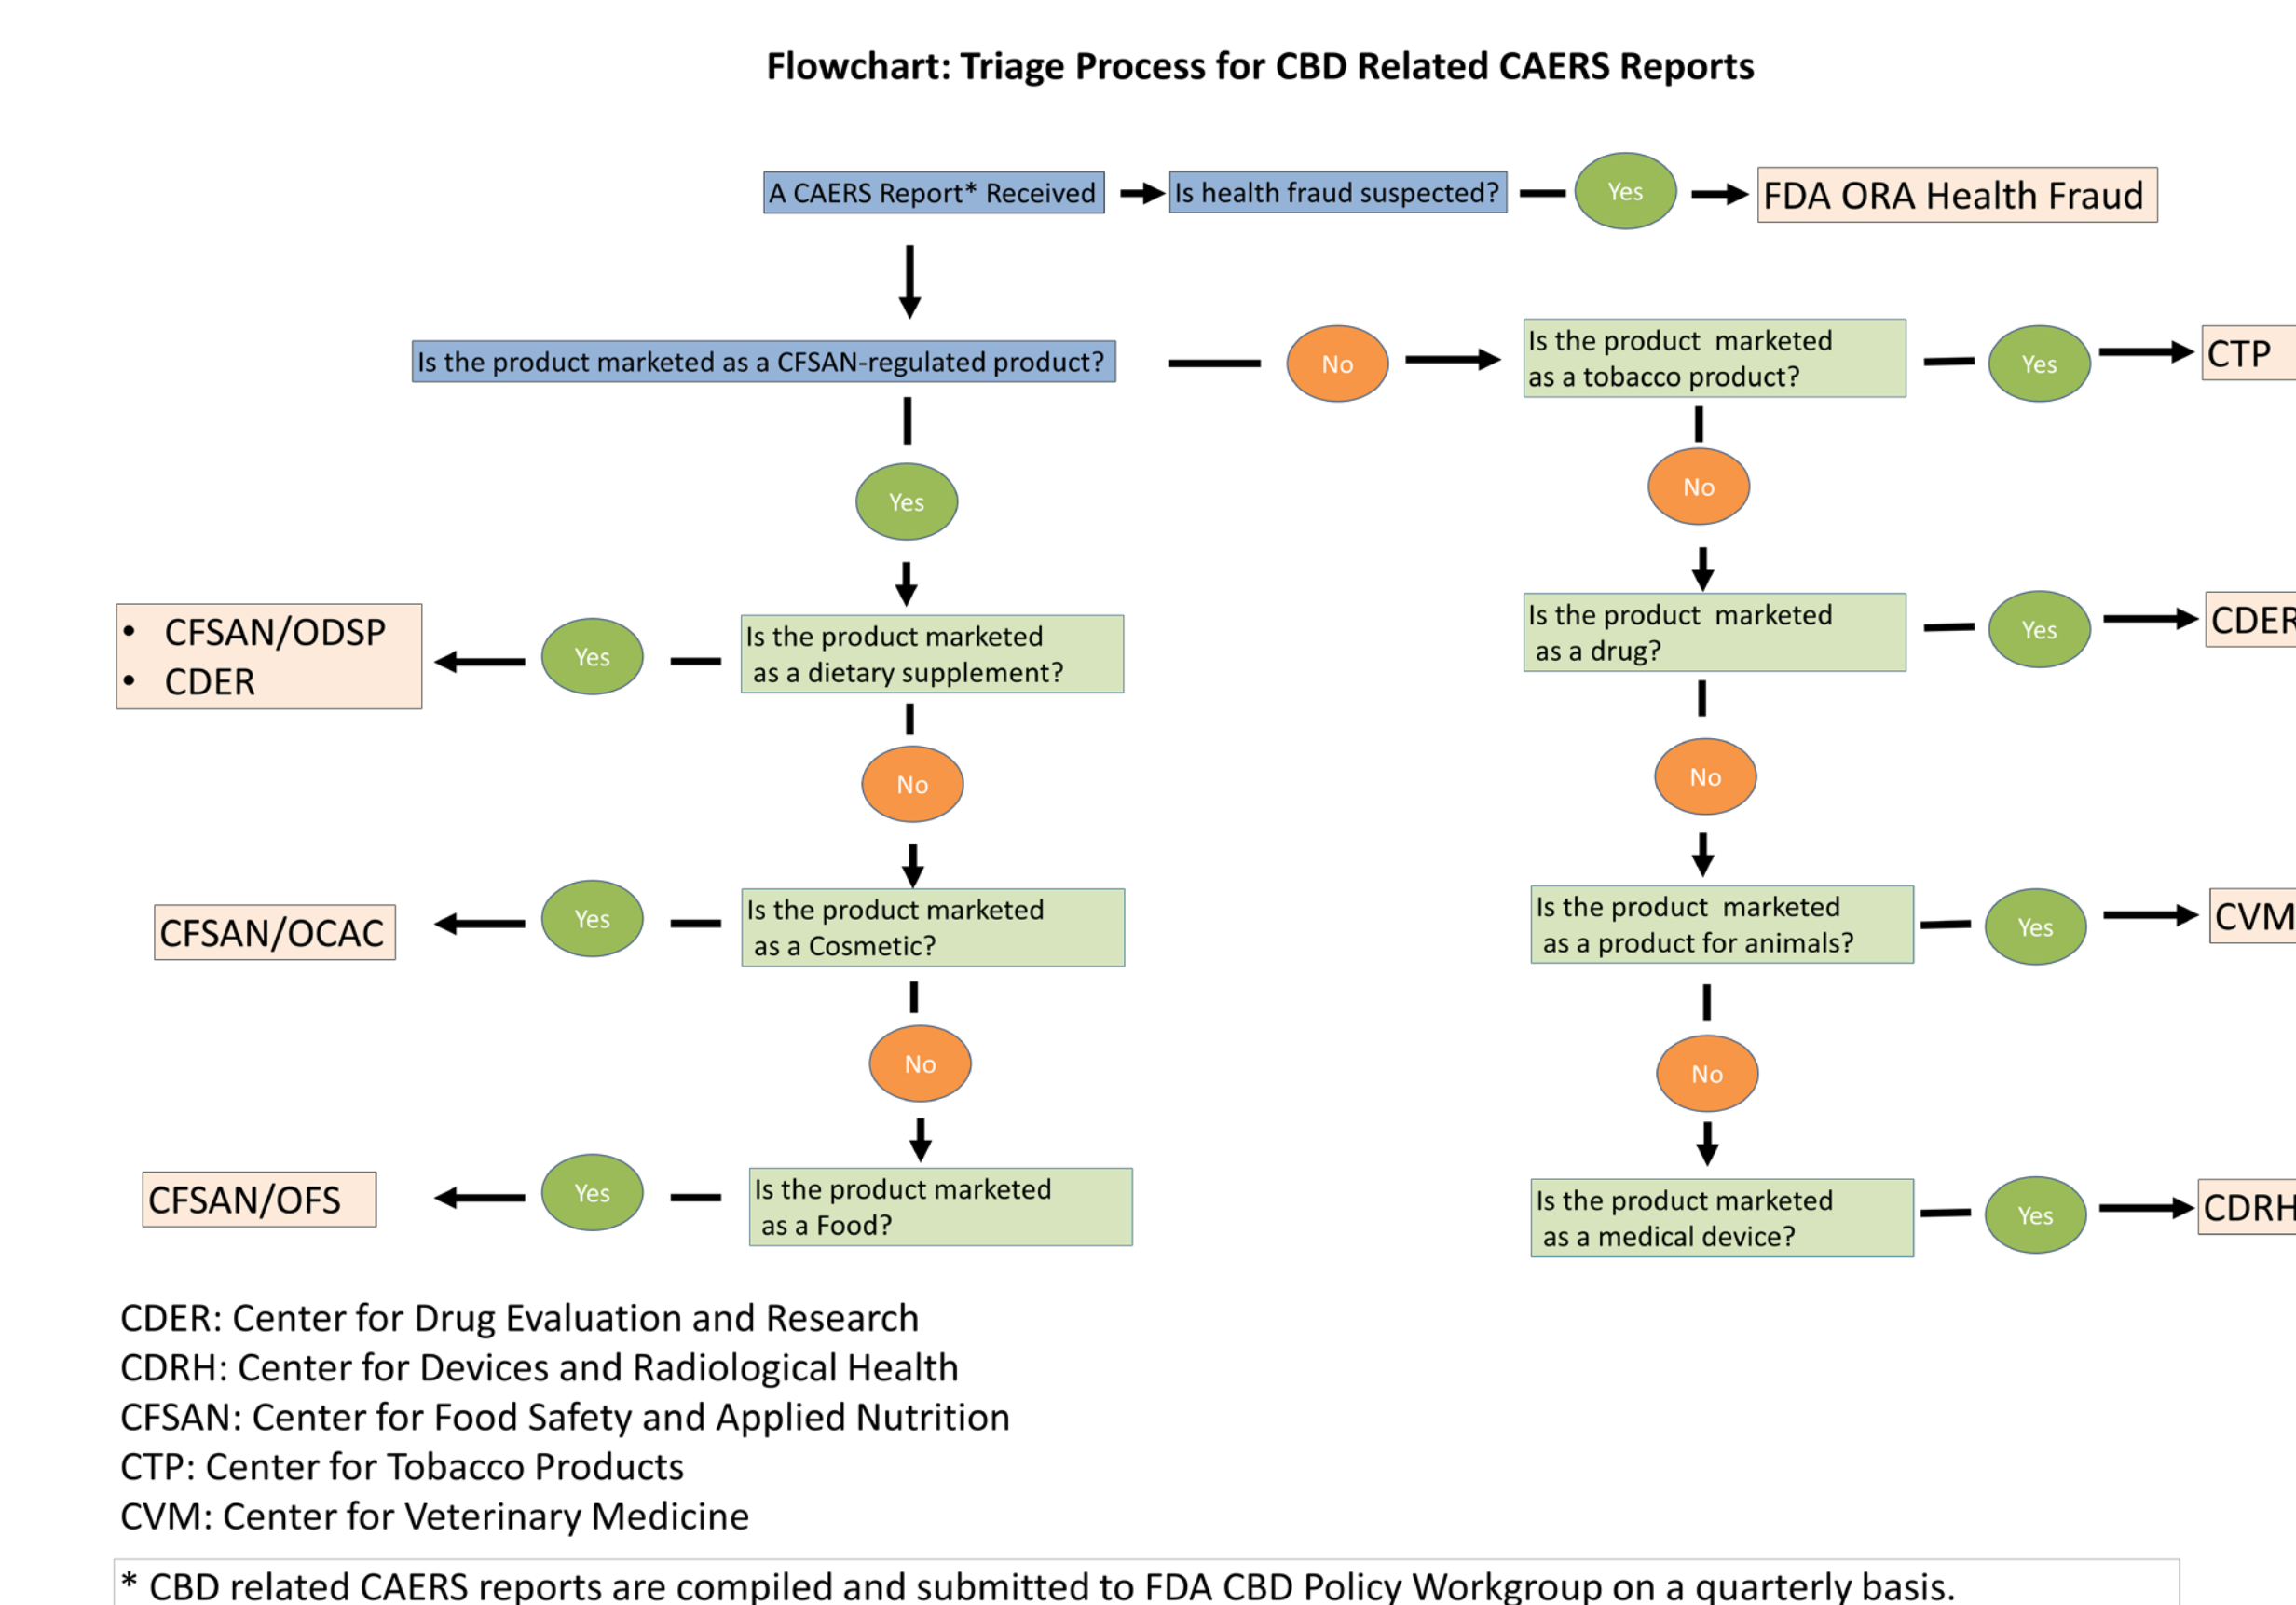 Flowchart: Triage Process for CBD Related CAERS Reports
A CAERS Report* Received
Is health fraud suspected?
Yes
FDA ORA Health Fraud
Is the product marketed as a CFSAN-regulated product?
No
Is the product marketed
as a tobacco product?
Yes
CTP
Yes
No
• CFSAN/ODSP
• CDER
Yes
Is the product marketed
as a dietary supplement?
Is the product marketed
as a drug?
Yes
CDER
No
No
CFSAN/OCAC
Yes
Is the product marketed
as a Cosmetic?
Is the product marketed
as a product for animals?
Yes
CVM
No
No
CFSAN/OFS
Yes
Is the product marketed
as a Food?
Is the product marketed
as a medical device?
Yes
CDRH
CDER: Center for Drug Evaluation and Research
CDRH: Center for Devices and Radiological Health
CFSAN: Center for Food Safety and Applied Nutrition
CTP: Center for Tobacco Products
CVM: Center for Veterinary Medicine
* CBD related CAERS reports are compiled and submitted to FDA CBD Policy Workgroup on a quarterly basis.